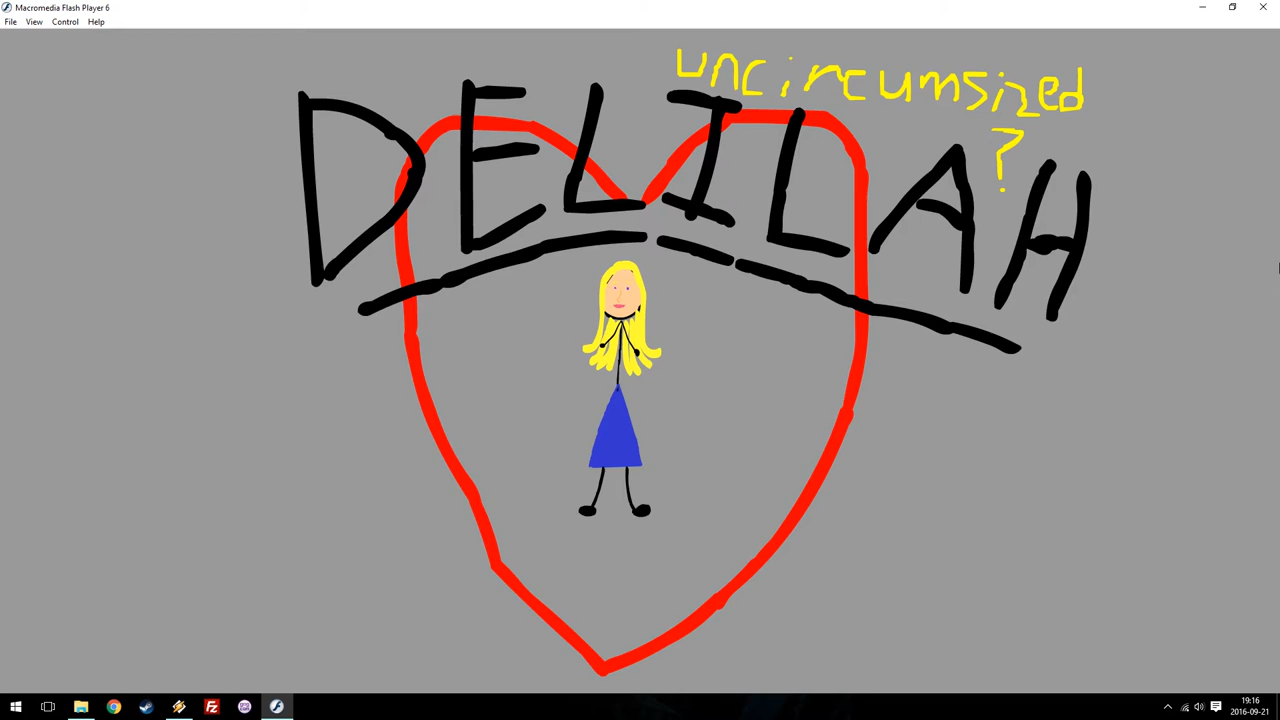 Macromedia Flash Player 6
File View Control Help
uncircumsized
?
DELILAH
19:16
2016-09-21